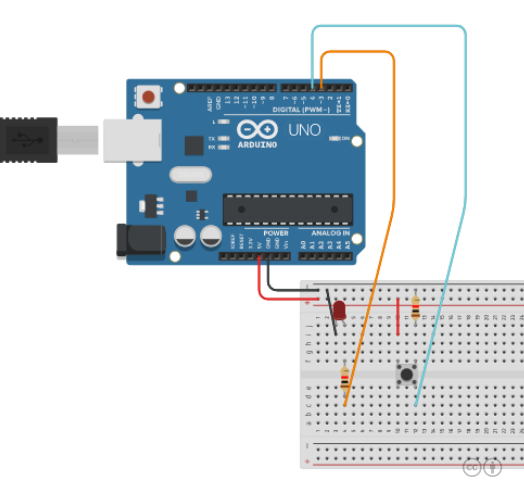 AREF
GND
13
12
~11
~10
~9
8
7
~6
~5
4
~3
2
TX→1
RX←0
DIGITAL (PWM~)
L
TX
RX
UNO
ARDUINO
ON
POWER
ANALOG IN
IOREF
RESET
3.3V
5V
GND
GND
Vin
A0
A1
A2
A3
A4
A5
cc